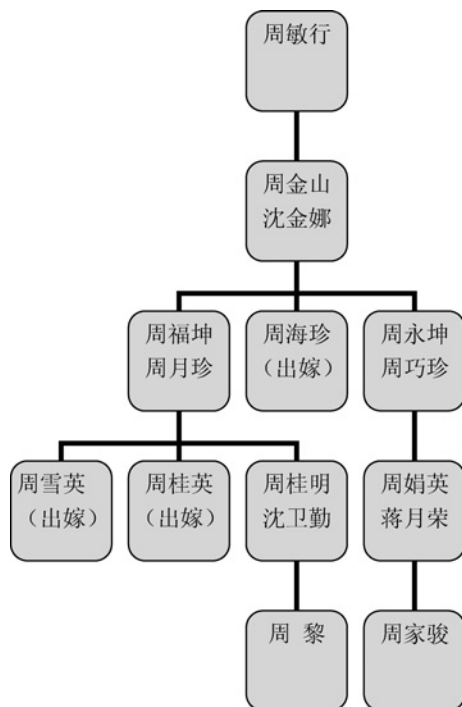 周敏行
周金山
沈金娜
周福坤
周月珍
周海珍
（出嫁）
周永坤
周巧珍
周雪英
（出嫁）
周桂英
（出嫁）
周桂明
沈卫勤
周娟英
蒋月荣
周 黎
周家骏